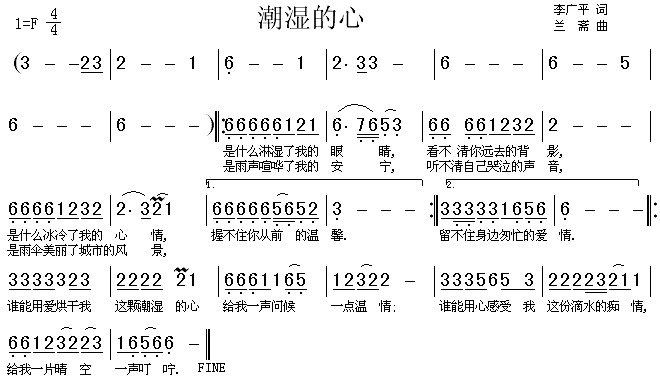 潮湿的心
1=F 4/4
李广平 词
兰 斋 曲
(3 - - 23 | 2 - - 1 | 6 - - 1 | 2· 33 - | 6 - - - | 6 - - 5 |
6 - - - | 6 - - - ) ‖: 66666121 | 6· 7653 | 66 661232 | 2 - - - |
是什么淋湿了我的 眼 睛, 看不 清你远去的背 影,
是雨声喧哗了我的 安 宁, 听不清自己哭泣的声 音,
1. 2.
66661232 | 2·3 21 | 66665652 | 3 - - - :‖ 333331656 | 6 - - - ‖:
是什么冰冷了我的 心 情, 握不住你从前 的温 馨. 留不住身边匆忙的爱 情.
是雨伞美丽了城市的风 景,
3333323 | 2222 21 | 6661165 | 12322 - | 333565 3 | 222223211 |
谁能用爱烘干我 这颗潮湿 的心 给我一声问候 一点温 情; 谁能用心感受 我 这份滴水的痴 情,
66123223 | 16566 - ‖
给我一片晴 空 一声叮 咛. FINE